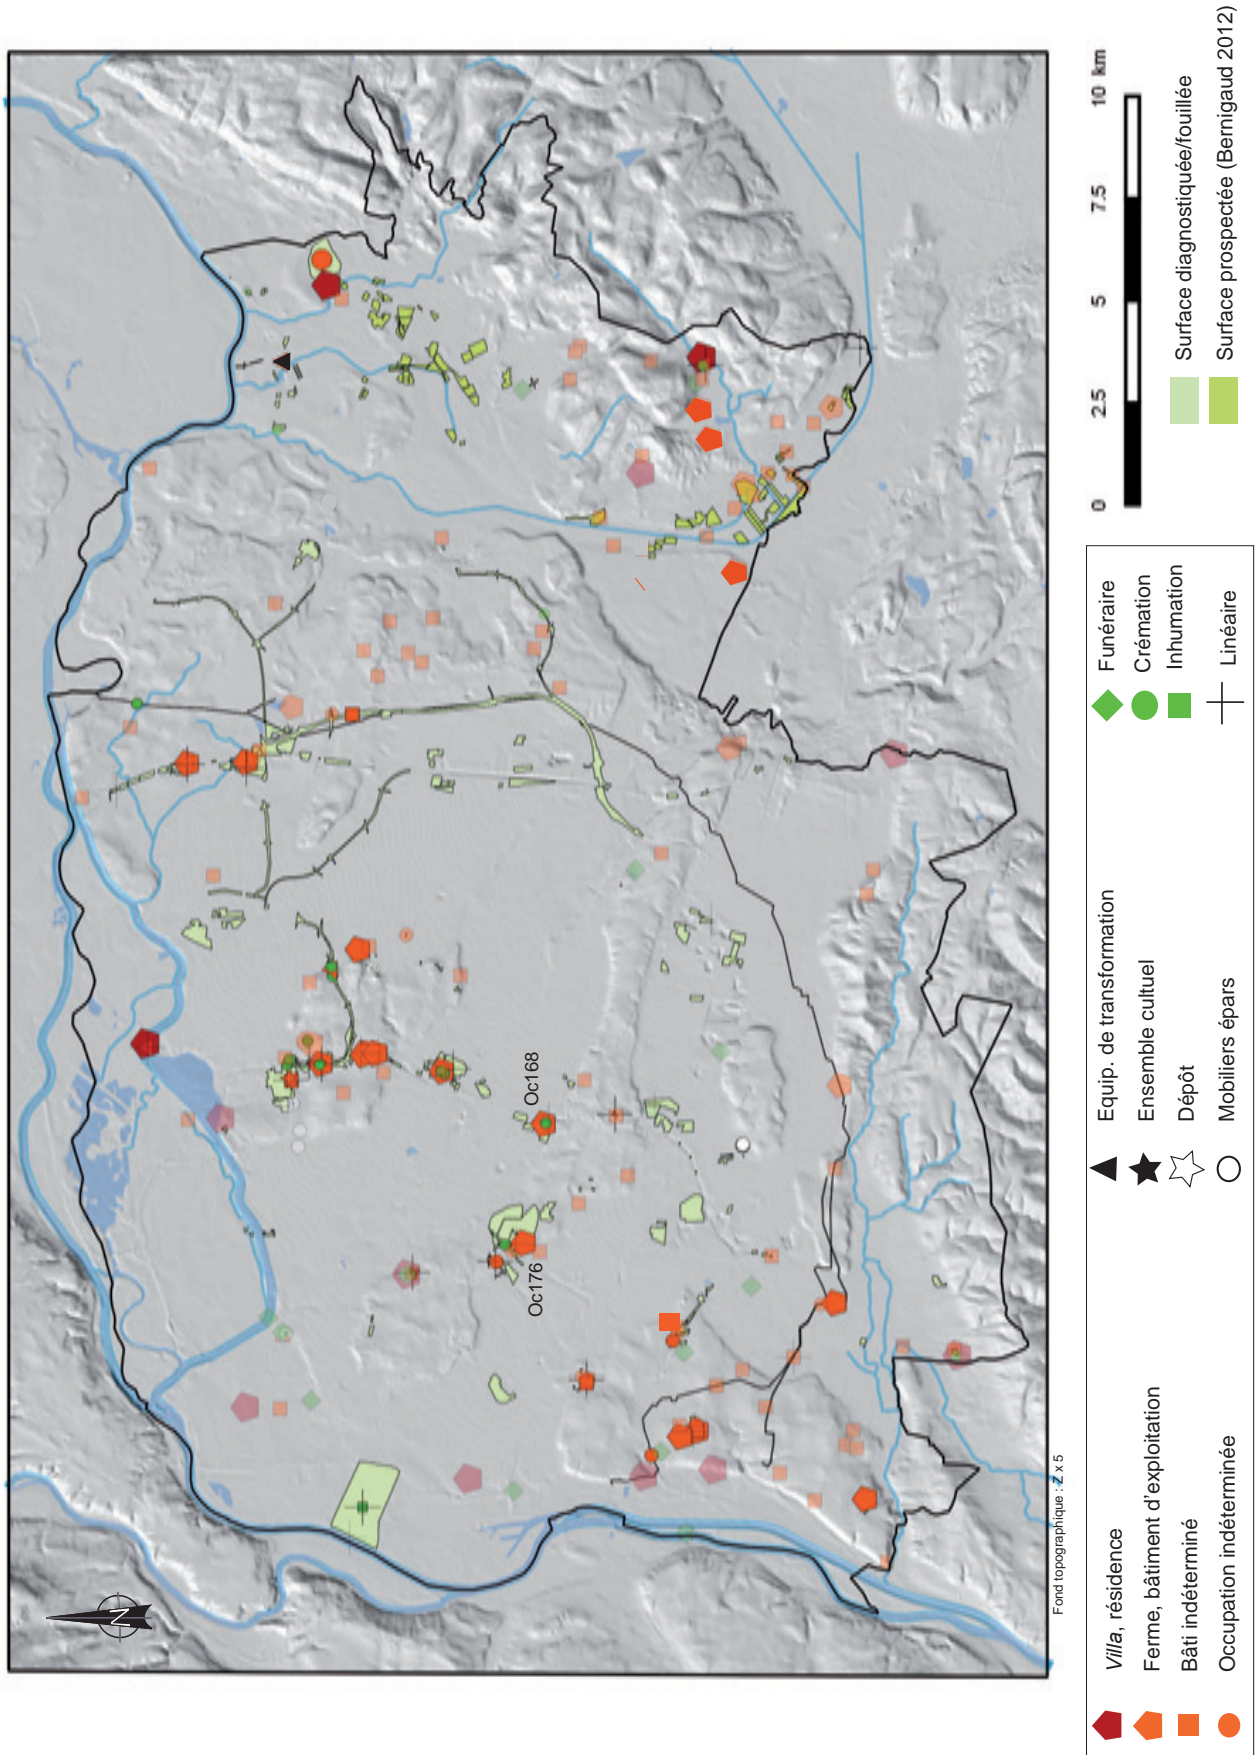 N
Oc168
Oc176
Fond topographique : Z x 5
0 2.5 5 7.5 10 km
Surface diagnostiquée/fouillée
Surface prospectée (Bernigaud 2012)
Villa, résidence
Ferme, bâtiment d'exploitation
Bâti indéterminé
Occupation indéterminée
Equip. de transformation
Ensemble cultuel
Dépôt
Mobiliers épars
Funéraire
Crémation
Inhumation
Linéaire